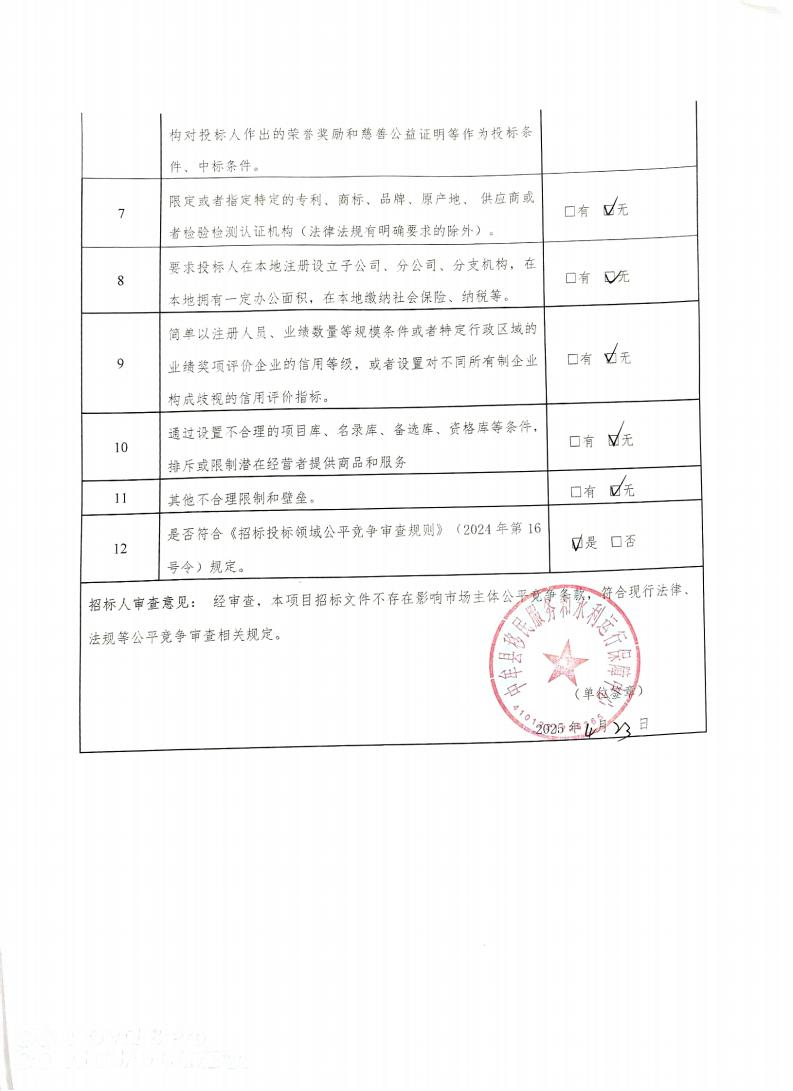 构对投标人作出的荣誉奖励和慈善公益证明等作为投标条
件、中标条件。
7
限定或者指定特定的专利、商标、品牌、原产地、 供应商或
者检验检测认证机构（法律法规有明确要求的除外）。
□有 ☑无
8
要求投标人在本地注册设立子公司、分公司、分支机构，在
本地拥有一定办公面积，在本地缴纳社会保险、纳税等。
□有 ☑无
9
简单以注册人员、业绩数量等规模条件或者特定行政区域的
业绩奖项评价企业的信用等级，或者设置对不同所有制企业
构成歧视的信用评价指标。
□有 ☑无
10
通过设置不合理的项目库、名录库、备选库、资格库等条件，
排斥或限制潜在经营者提供商品和服务
□有 ☑无
11
其他不合理限制和壁垒。
□有 ☑无
12
是否符合《招标投标领域公平竞争审查规则》（2024 年第 16
号令）规定。
☑是 □否
招标人审查意见： 经审查，本项目招标文件不存在影响市场主体公平竞争条款，符合现行法律、
法规等公平竞争审查相关规定。
中牟县移民服务和水利运行保障中心
（单位签章）
2025 年 4 月 23 日